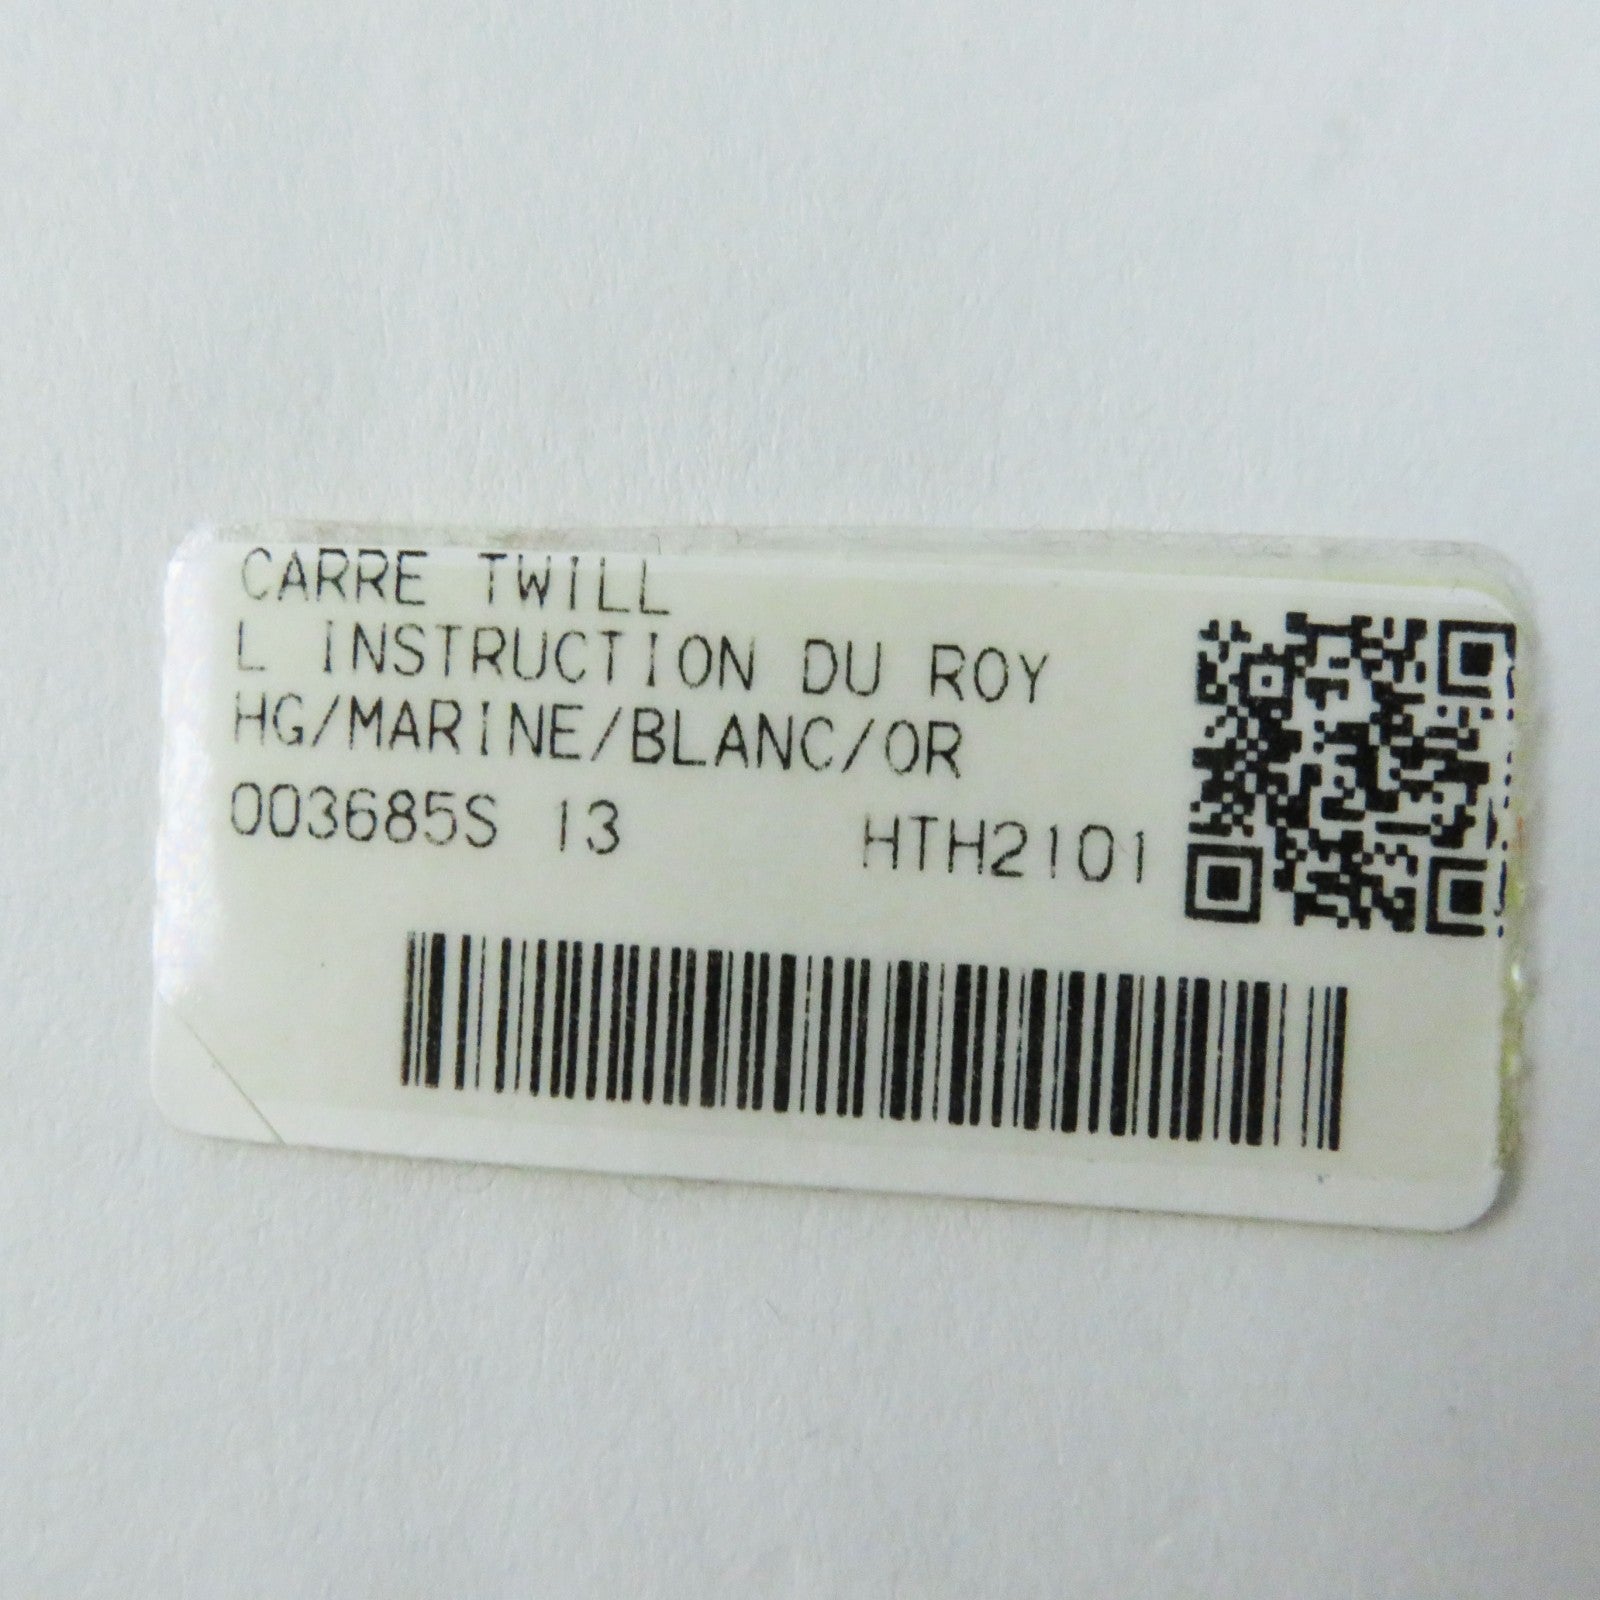 CARRE TWILL
L INSTRUCTION DU ROY
HG/MARINE/BLANC/OR
003685S 13 HTH2101